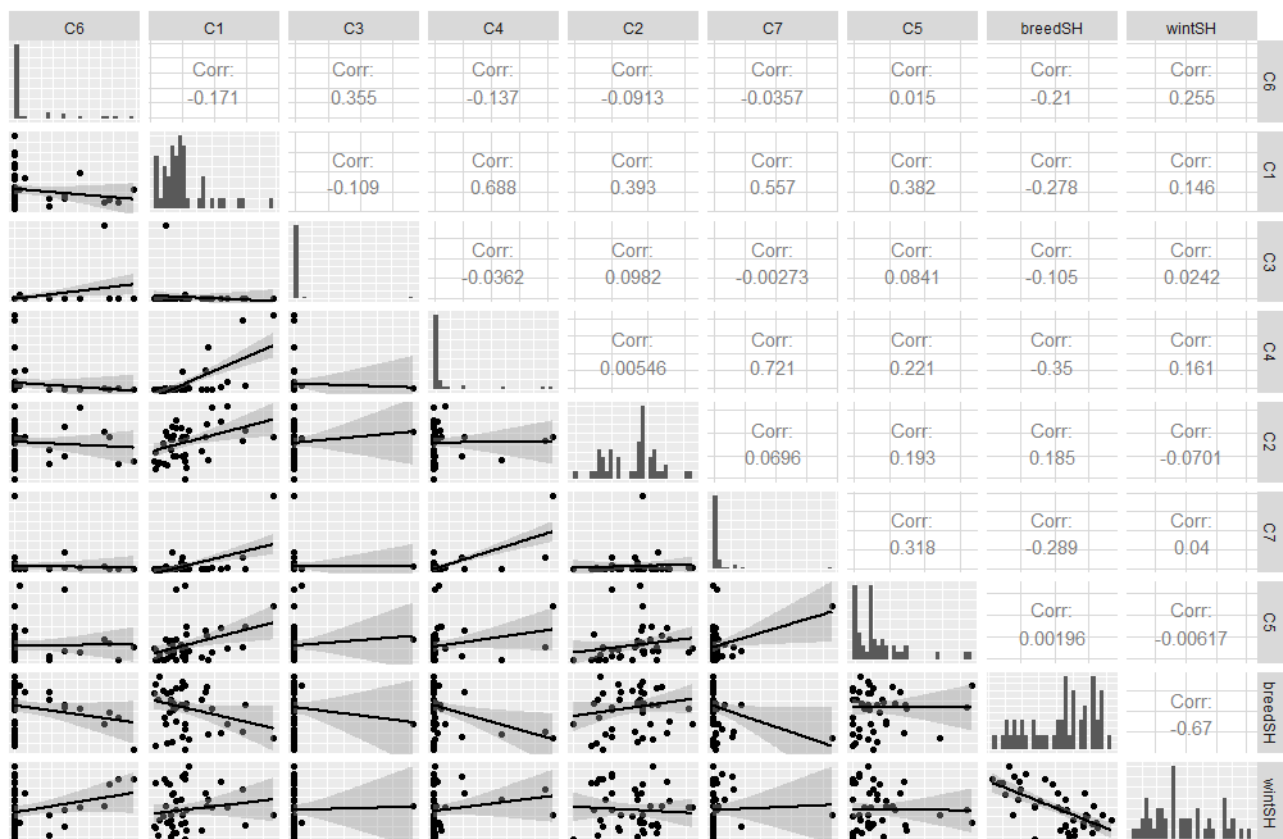 C6 C1 C3 C4 C2 C7 C5 breedSH wintSH
Corr: Corr: Corr: Corr: Corr: Corr: Corr: Corr:
-0.171 0.355 -0.137 -0.0913 -0.0357 0.015 -0.21 0.255
C6
Corr: Corr: Corr: Corr: Corr: Corr: Corr:
-0.109 0.688 0.393 0.557 0.382 -0.278 0.146
C1
Corr: Corr: Corr: Corr: Corr: Corr:
-0.0362 0.0982 -0.00273 0.0841 -0.105 0.0242
C3
Corr: Corr: Corr: Corr: Corr:
0.00546 0.721 0.221 -0.35 0.161
C4
Corr: Corr: Corr: Corr:
0.0696 0.193 0.185 -0.0701
C2
Corr: Corr: Corr:
0.318 -0.289 0.04
C7
Corr: Corr:
0.00196 -0.00617
C5
Corr:
-0.67
breedSH
wintSH